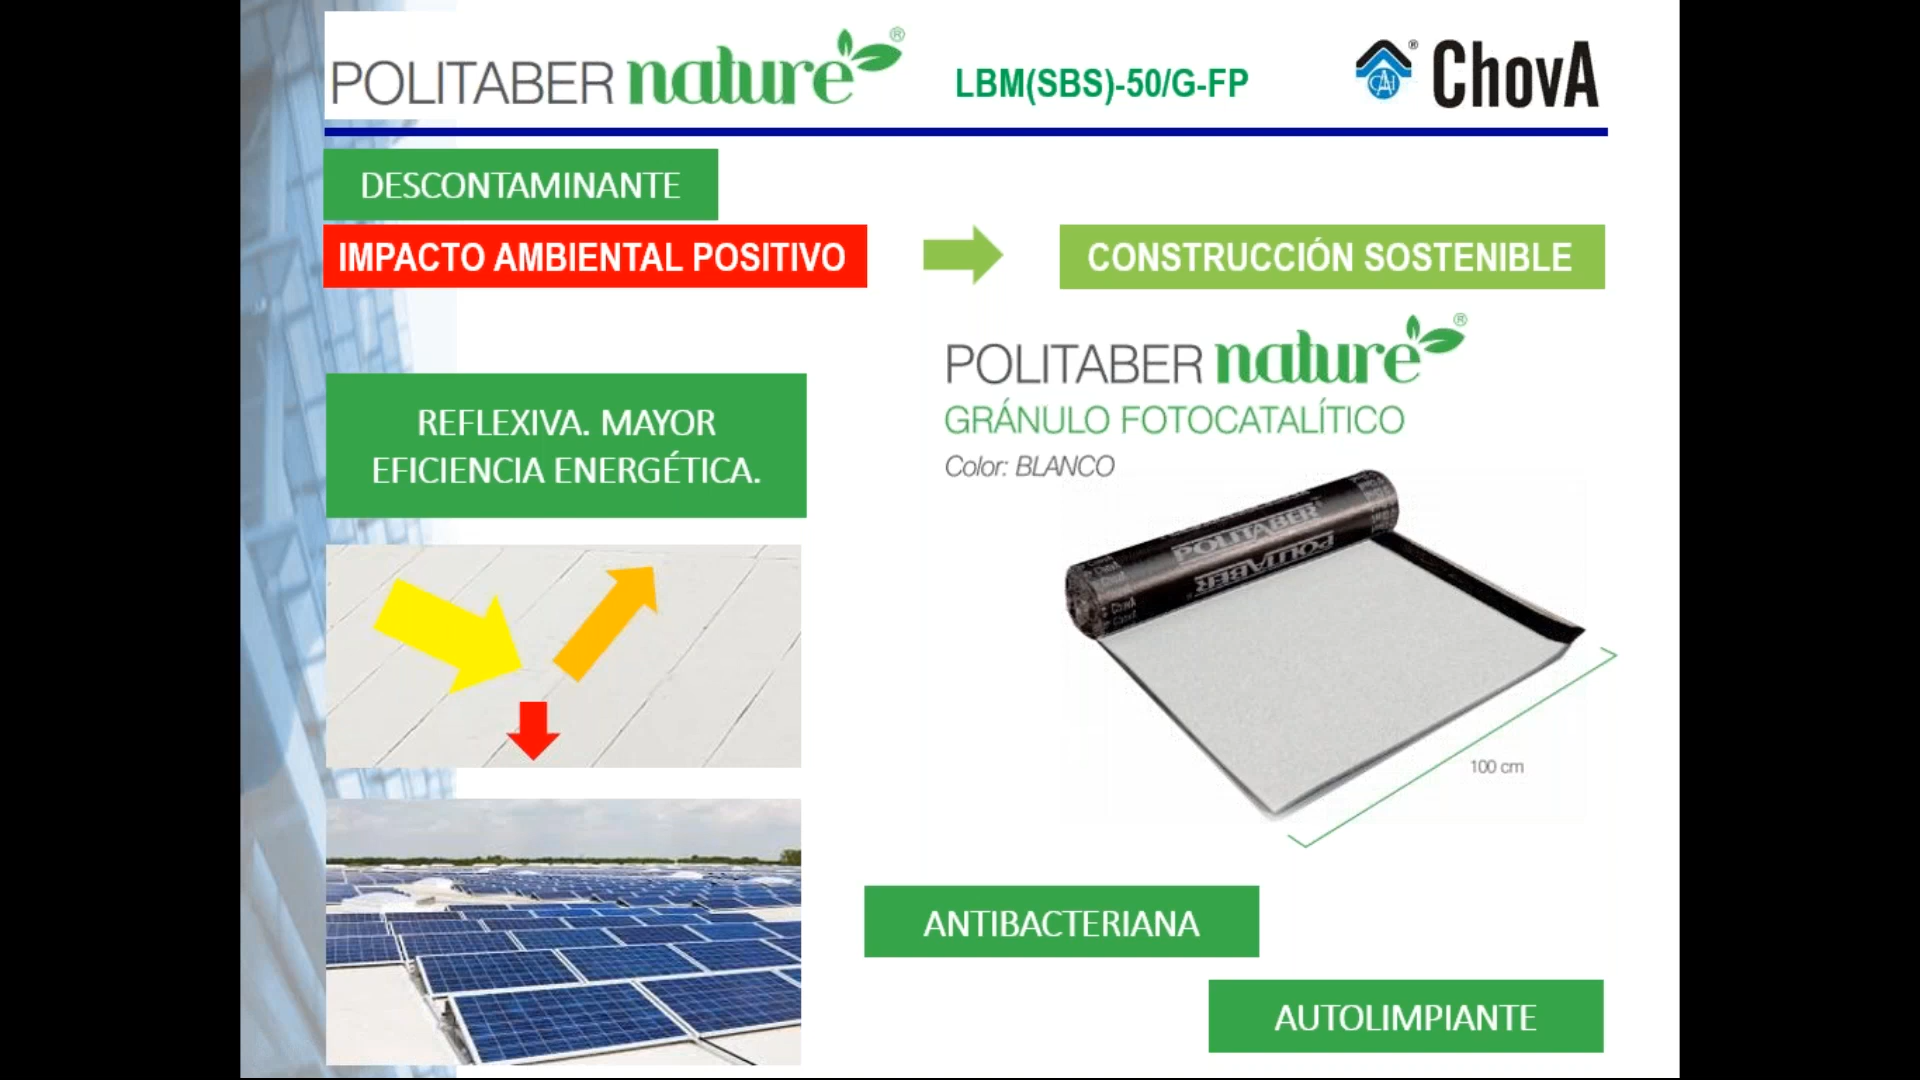 POLITABER nature®
LBM(SBS)-50/G-FP
ChovA
DESCONTAMINANTE
IMPACTO AMBIENTAL POSITIVO
CONSTRUCCIÓN SOSTENIBLE
REFLEXIVA. MAYOR
EFICIENCIA ENERGÉTICA.
POLITABER nature®
GRÁNULO FOTOCATALÍTICO
Color: BLANCO
POLITABER
POLITABER
100 cm
ANTIBACTERIANA
AUTOLIMPIANTE